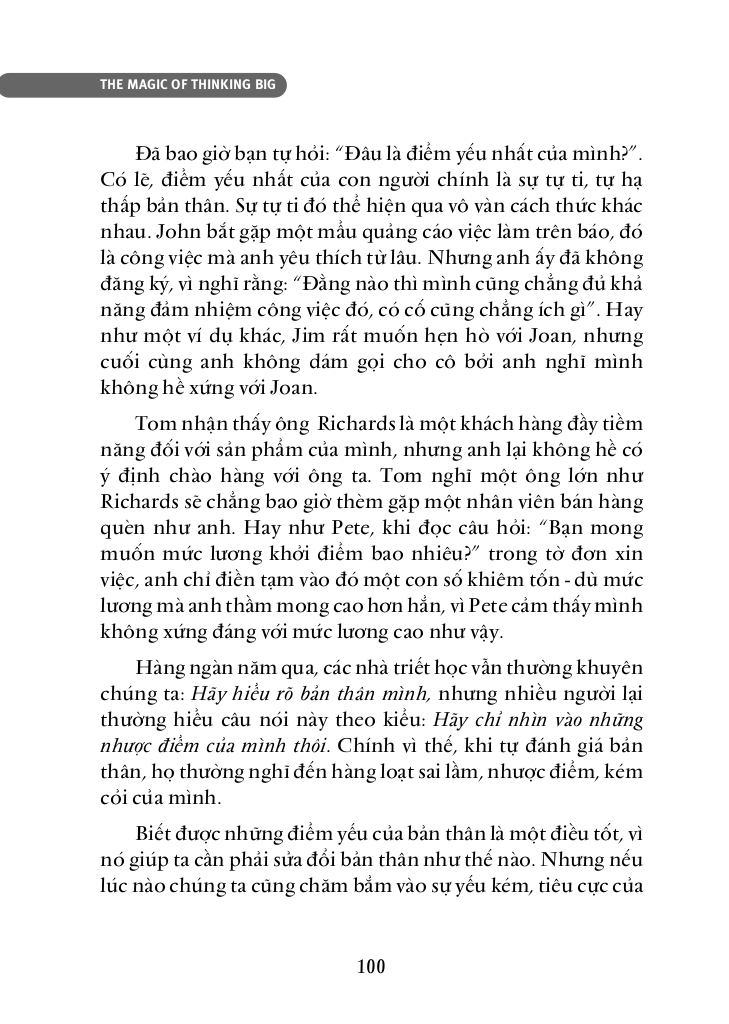 THE MAGIC OF THINKING BIG
Đã bao giờ bạn tự hỏi: “Đâu là điểm yếu nhất của mình?”.
Có lẽ, điểm yếu nhất của con người chính là sự tự ti, tự hạ
thấp bản thân. Sự tự ti đó thể hiện qua vô vàn cách thức khác
nhau. John bắt gặp một mẩu quảng cáo việc làm trên báo, đó
là công việc mà anh yêu thích từ lâu. Nhưng anh ấy đã không
đăng ký, vì nghĩ rằng: “Đằng nào thì mình cũng chẳng đủ khả
năng đảm nhiệm công việc đó, có cố cũng chẳng ích gì”. Hay
như một ví dụ khác, Jim rất muốn hẹn hò với Joan, nhưng
cuối cùng anh không dám gọi cho cô bởi anh nghĩ mình
không hề xứng với Joan.
Tom nhận thấy ông Richards là một khách hàng đầy tiềm
năng đối với sản phẩm của mình, nhưng anh lại không hề có
ý định chào hàng với ông ta. Tom nghĩ một ông lớn như
Richards sẽ chẳng bao giờ thèm gặp một nhân viên bán hàng
quèn như anh. Hay như Pete, khi đọc câu hỏi: “Bạn mong
muốn mức lương khởi điểm bao nhiêu?” trong tờ đơn xin
việc, anh chỉ điền tạm vào đó một con số khiêm tốn - dù mức
lương mà anh thầm mong cao hơn hẳn, vì Pete cảm thấy mình
không xứng đáng với mức lương cao như vậy.
Hàng ngàn năm qua, các nhà triết học vẫn thường khuyên
chúng ta: Hãy hiểu rõ bản thân mình, nhưng nhiều người lại
thường hiểu câu nói này theo kiểu: Hãy chỉ nhìn vào những
nhược điểm của mình thôi. Chính vì thế, khi tự đánh giá bản
thân, họ thường nghĩ đến hàng loạt sai lầm, nhược điểm, kém
cỏi của mình.
Biết được những điểm yếu của bản thân là một điều tốt, vì
nó giúp ta cần phải sửa đổi bản thân như thế nào. Nhưng nếu
lúc nào chúng ta cũng chăm bẳm vào sự yếu kém, tiêu cực của
100